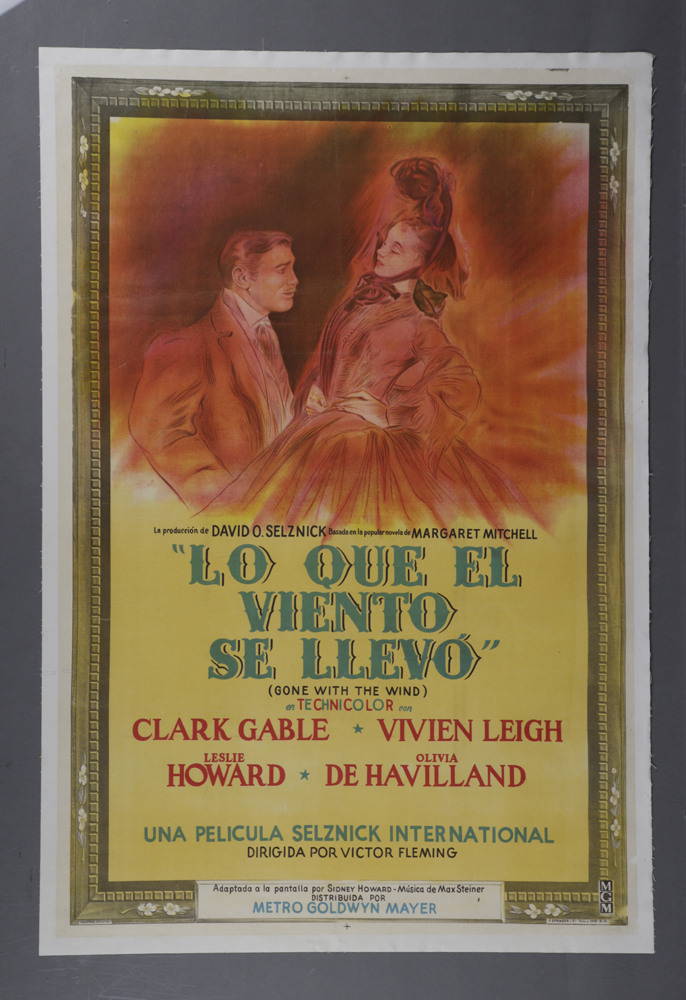 La producción de DAVID O. SELZNICK Basada en la popular novela de MARGARET MITCHELL
"LO QUE EL
VIENTO
SE LLEVÓ"
(GONE WITH THE WIND)
en TECHNICOLOR con
CLARK GABLE ★ VIVIEN LEIGH
LESLIE HOWARD ★ OLIVIA DE HAVILLAND
UNA PELICULA SELZNICK INTERNATIONAL
DIRIGIDA POR VICTOR FLEMING
Adaptada a la pantalla por SIDNEY HOWARD - Música de Max Steiner
DISTRIBUIDA POR
METRO GOLDWYN MAYER
MGM